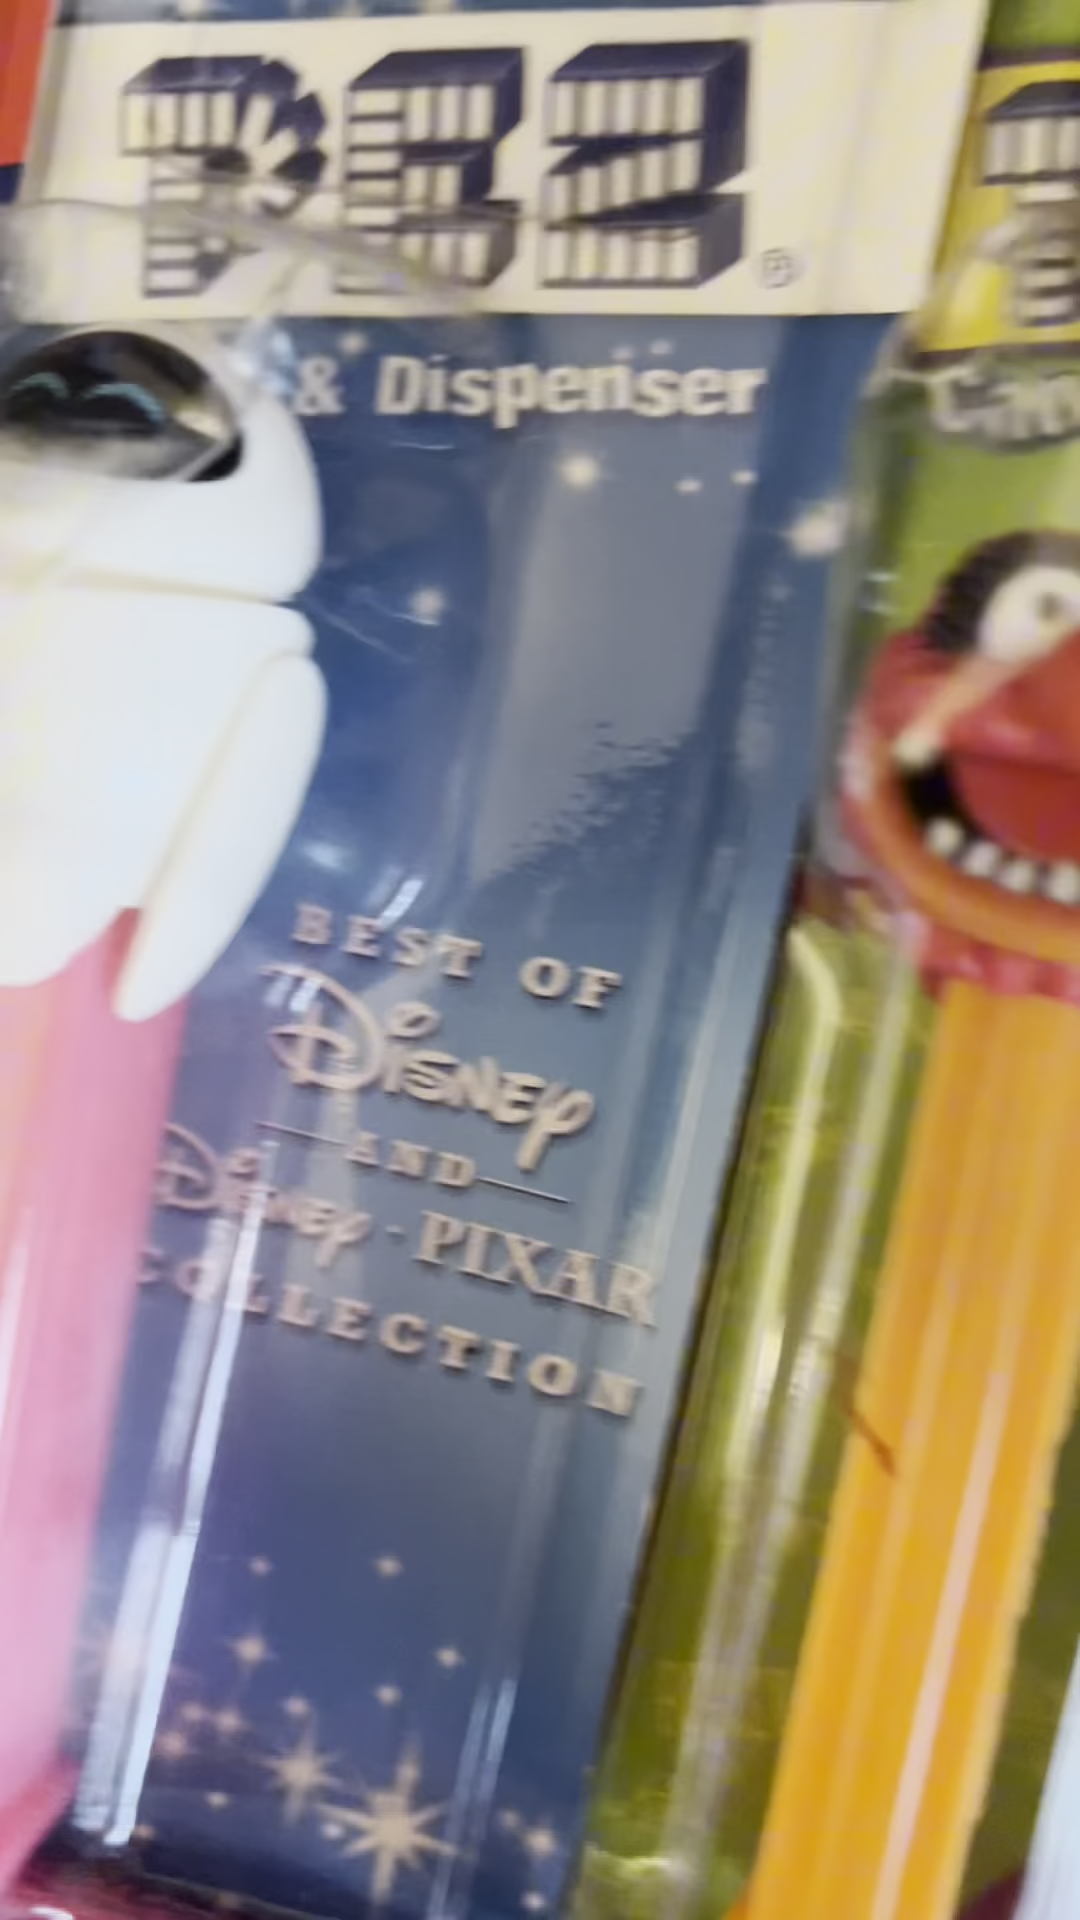 PEZ®
& Dispenser
BEST OF
Disney
AND
Disney · PIXAR
COLLECTION